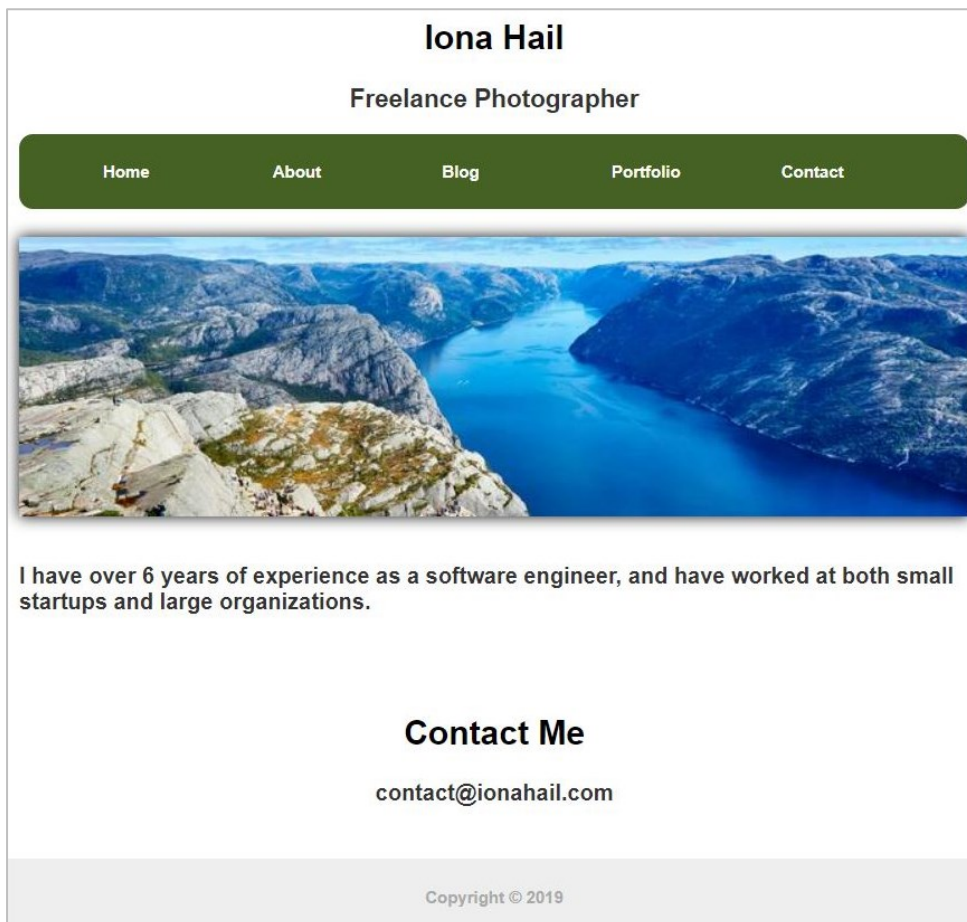 Iona Hail
Freelance Photographer
Home About Blog Portfolio Contact
I have over 6 years of experience as a software engineer, and have worked at both small
startups and large organizations.
Contact Me
contact@ionahail.com
Copyright © 2019